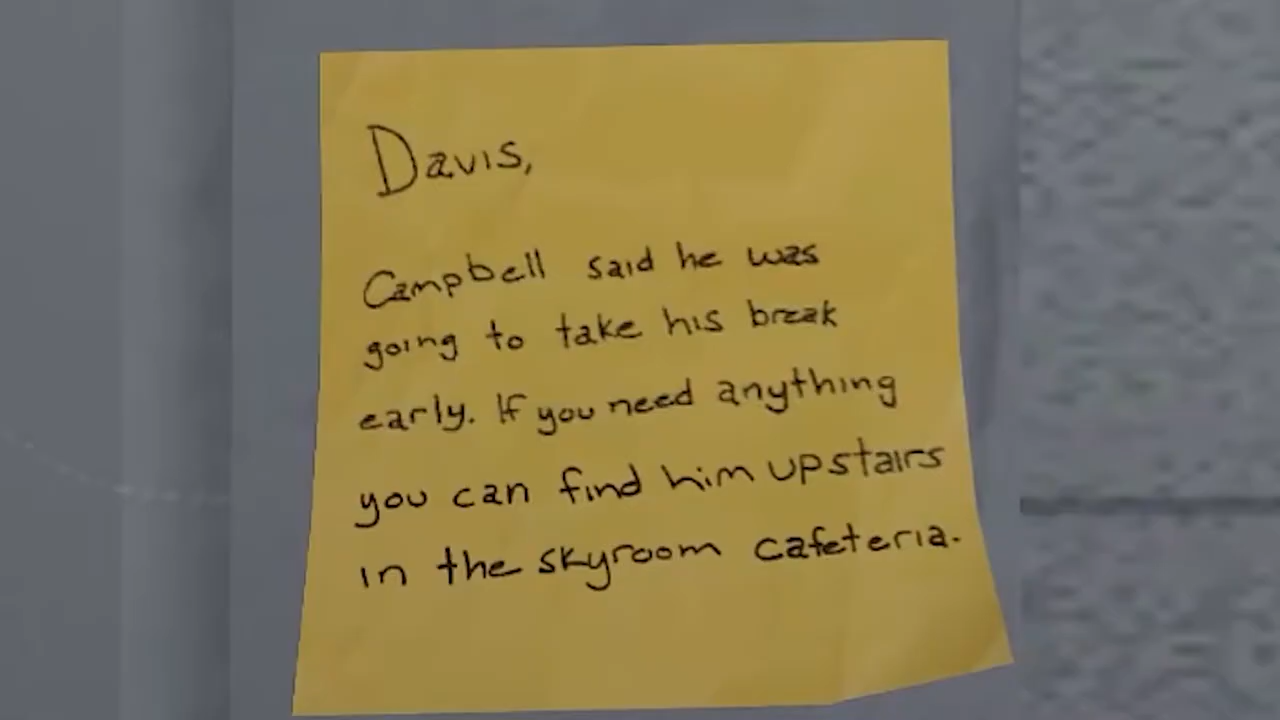 Davis,
Campbell said he was
going to take his break
early. If you need anything
you can find him upstairs
in the skyroom cafeteria.